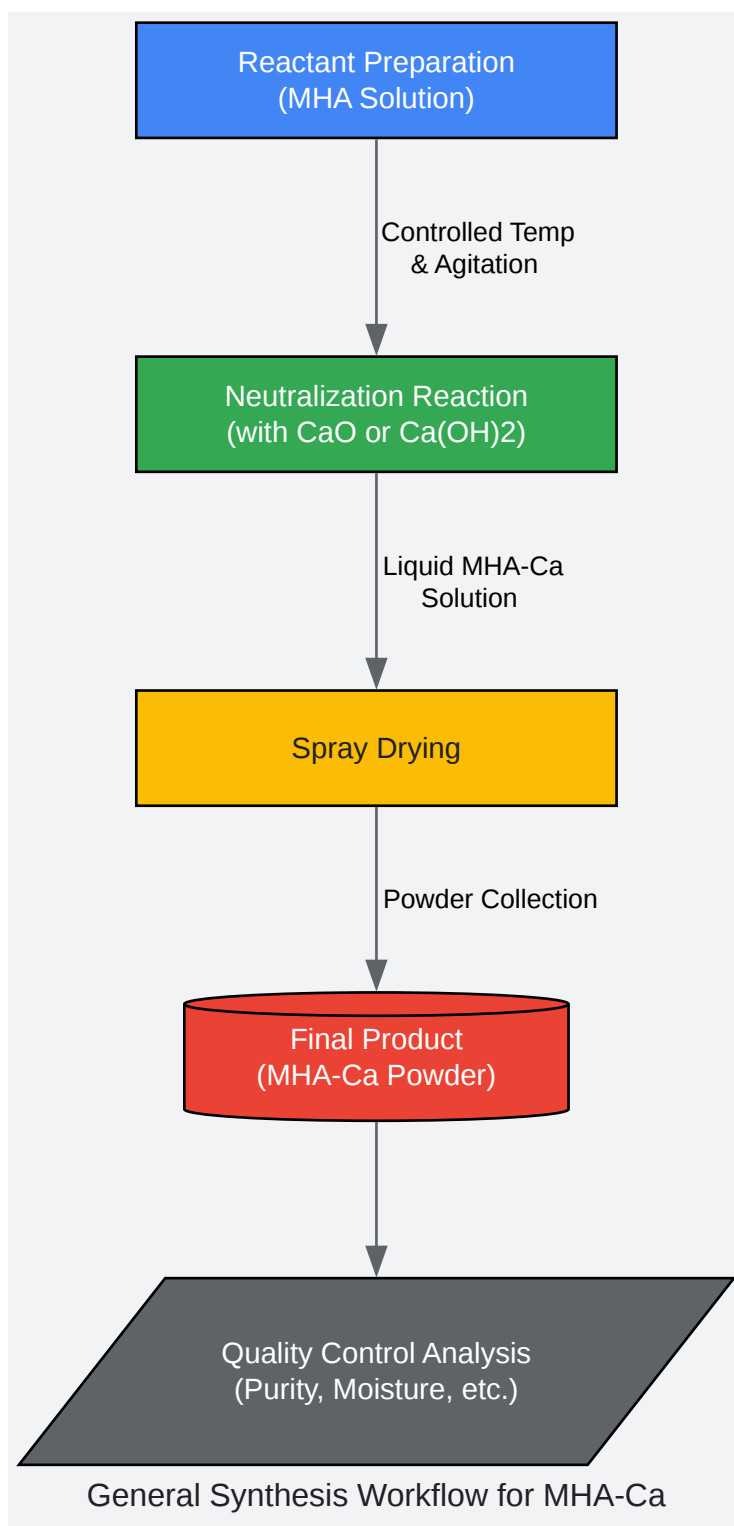 Reactant Preparation
(MHA Solution)
Controlled Temp
& Agitation
Neutralization Reaction
(with CaO or Ca(OH)2)
Liquid MHA-Ca
Solution
Spray Drying
Powder Collection
Final Product
(MHA-Ca Powder)
Quality Control Analysis
(Purity, Moisture, etc.)
General Synthesis Workflow for MHA-Ca